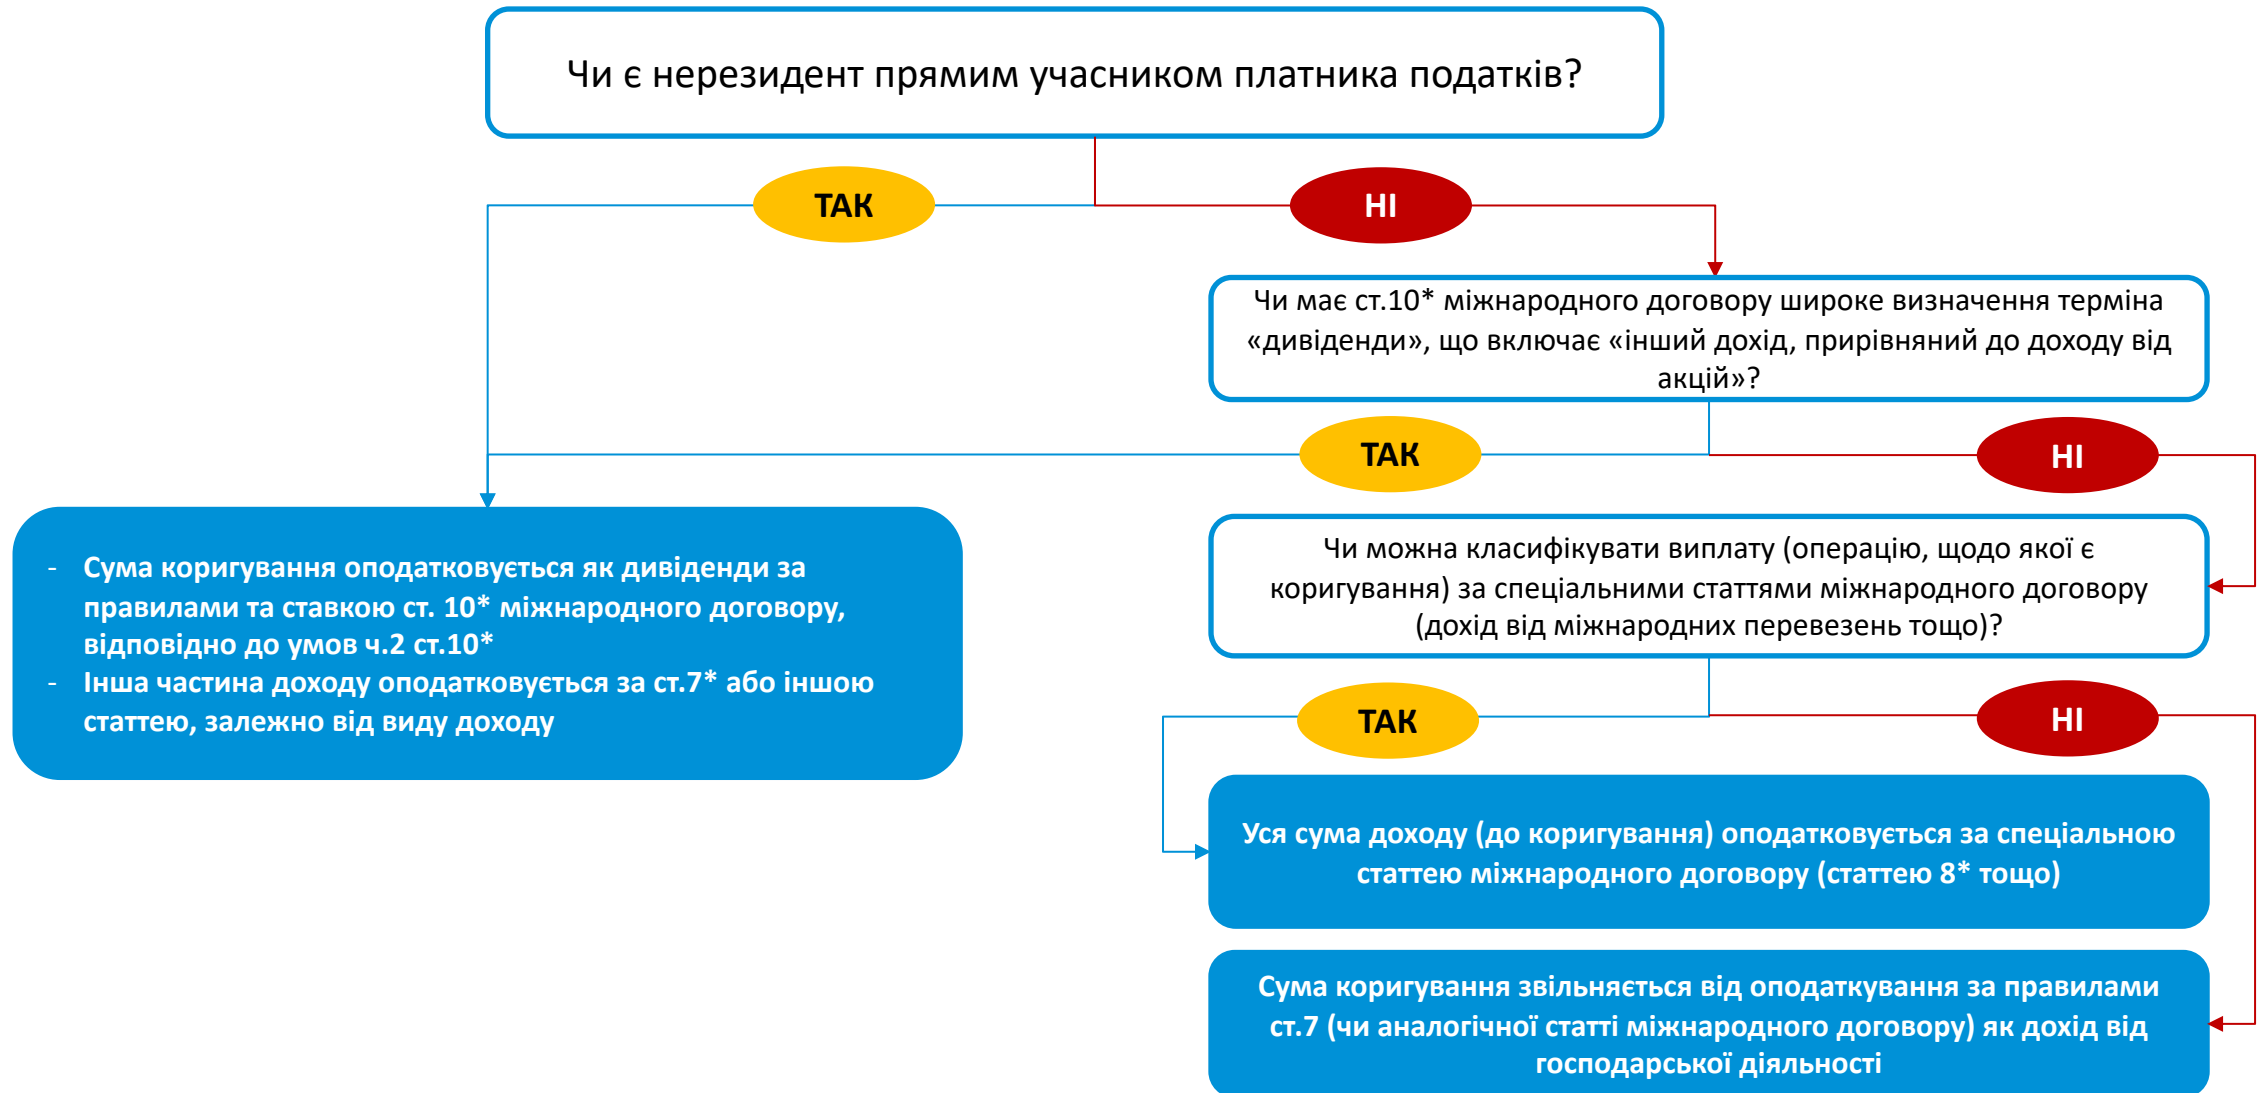 Чи є нерезидент прямим учасником платника податків?
ТАК
НІ
Чи має ст.10* міжнародного договору широке визначення терміна
«дивіденди», що включає «інший дохід, прирівняний до доходу від
акцій»?
ТАК
НІ
- Сума коригування оподатковується як дивіденди за
правилами та ставкою ст. 10* міжнародного договору,
відповідно до умов ч.2 ст.10*
- Інша частина доходу оподатковується за ст.7* або іншою
статтею, залежно від виду доходу
Чи можна класифікувати виплату (операцію, щодо якої є
коригування) за спеціальними статтями міжнародного договору
(дохід від міжнародних перевезень тощо)?
ТАК
НІ
Уся сума доходу (до коригування) оподатковується за спеціальною
статтею міжнародного договору (статтею 8* тощо)
Сума коригування звільняється від оподаткування за правилами
ст.7 (чи аналогічної статті міжнародного договору) як дохід від
господарської діяльності